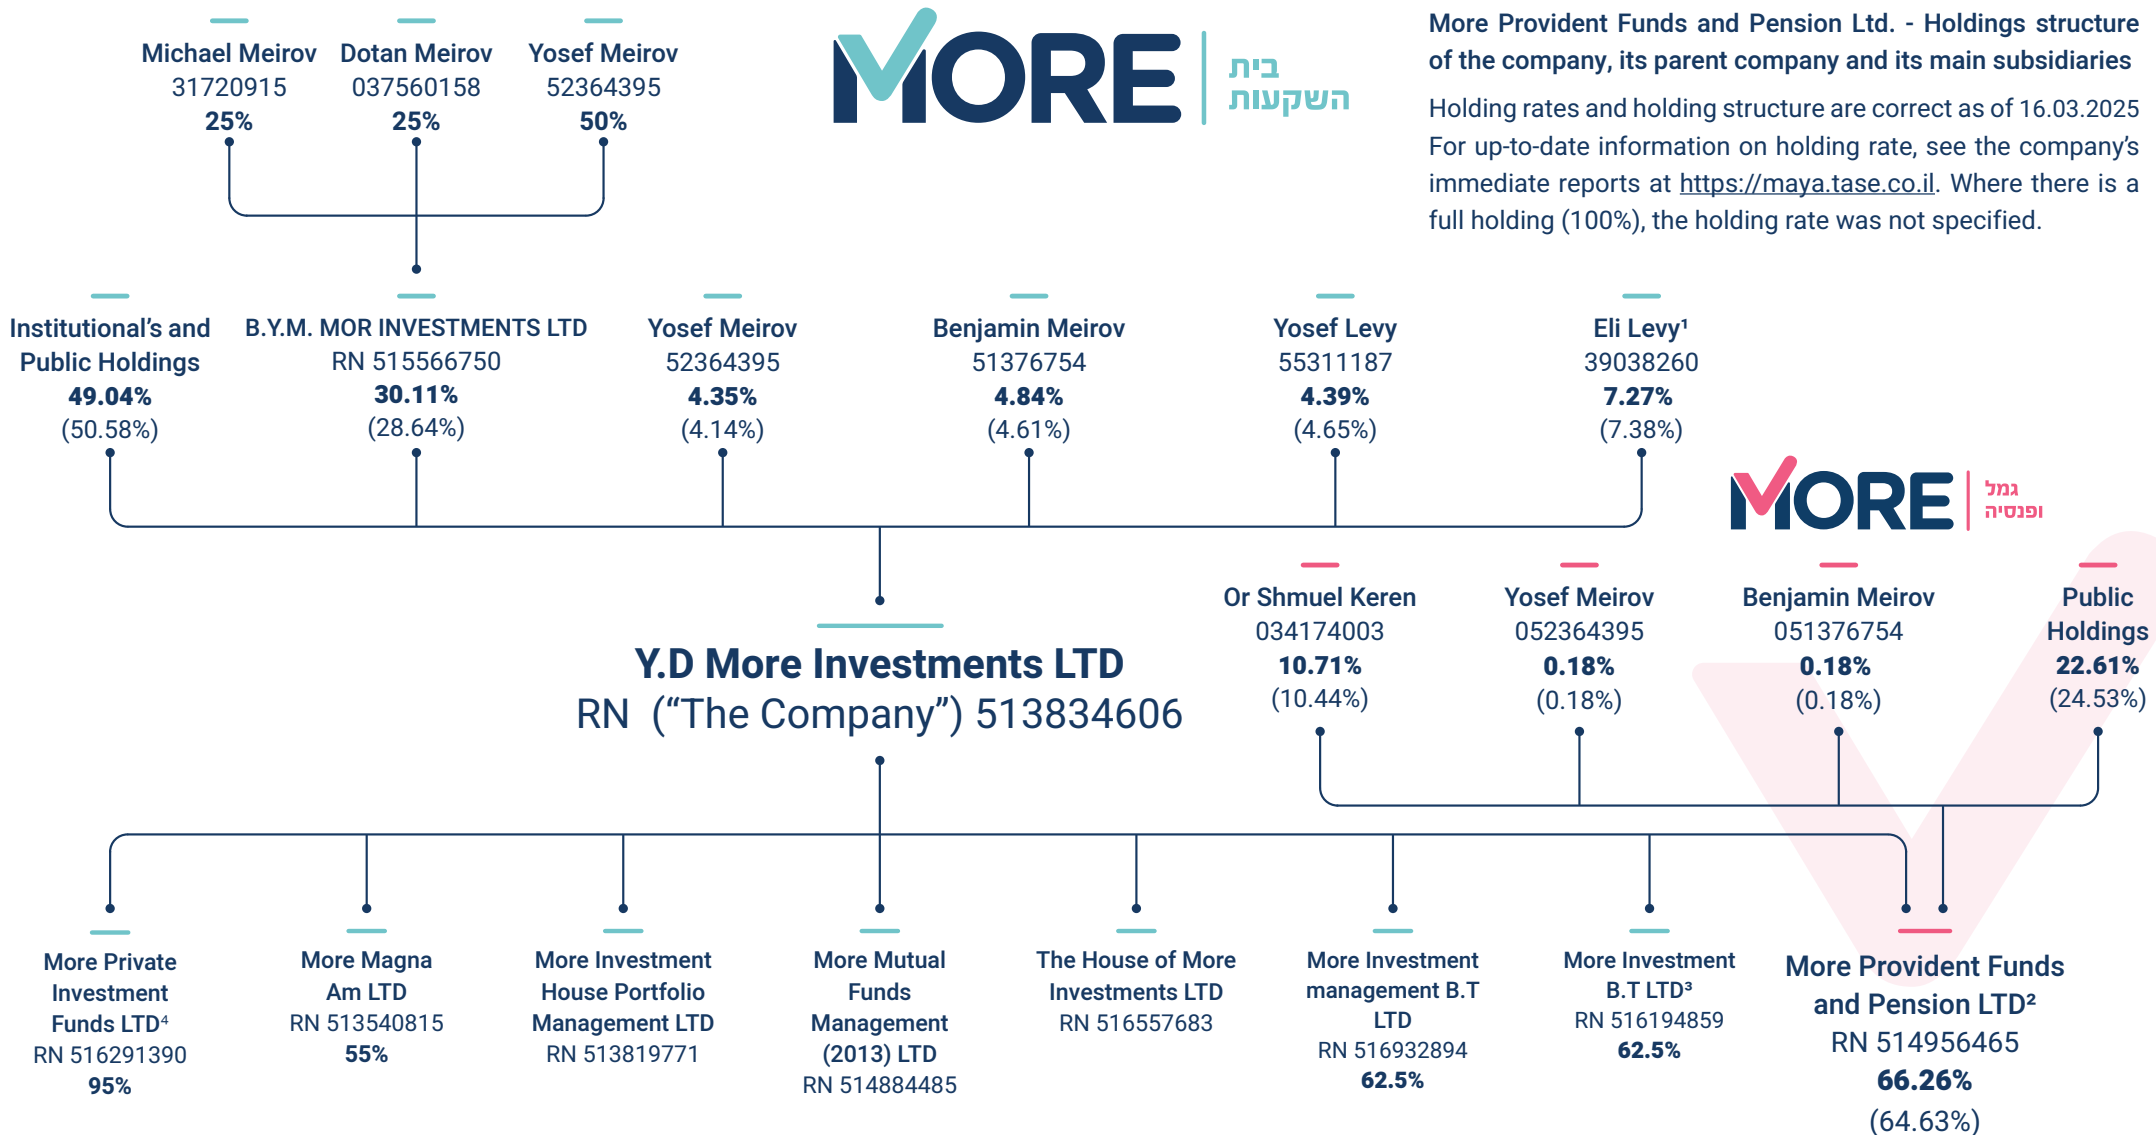 Michael Meirov
31720915
25%
Dotan Meirov
037560158
25%
Yosef Meirov
52364395
50%
MORE
בית
השקעות
More Provident Funds and Pension Ltd. - Holdings structure
of the company, its parent company and its main subsidiaries
Holding rates and holding structure are correct as of 16.03.2025
For up-to-date information on holding rate, see the company's
immediate reports at https://maya.tase.co.il. Where there is a
full holding (100%), the holding rate was not specified.
Institutional's and
Public Holdings
49.04%
(50.58%)
B.Y.M. MOR INVESTMENTS LTD
RN 515566750
30.11%
(28.64%)
Yosef Meirov
52364395
4.35%
(4.14%)
Benjamin Meirov
51376754
4.84%
(4.61%)
Yosef Levy
55311187
4.39%
(4.65%)
Eli Levy¹
39038260
7.27%
(7.38%)
MORE
גמל
ופנסיה
Y.D More Investments LTD
RN  ("The Company") 513834606
Or Shmuel Keren
034174003
10.71%
(10.44%)
Yosef Meirov
052364395
0.18%
(0.18%)
Benjamin Meirov
051376754
0.18%
(0.18%)
Public
Holdings
22.61%
(24.53%)
More Private
Investment
Funds LTD⁴
RN 516291390
95%
More Magna
Am LTD
RN 513540815
55%
More Investment
House Portfolio
Management LTD
RN 513819771
More Mutual
Funds
Management
(2013) LTD
RN 514884485
The House of More
Investments LTD
RN 516557683
More Investment
management B.T
LTD
RN 516932894
62.5%
More Investment
B.T LTD³
RN 516194859
62.5%
More Provident Funds
and Pension LTD²
RN 514956465
66.26%
(64.63%)